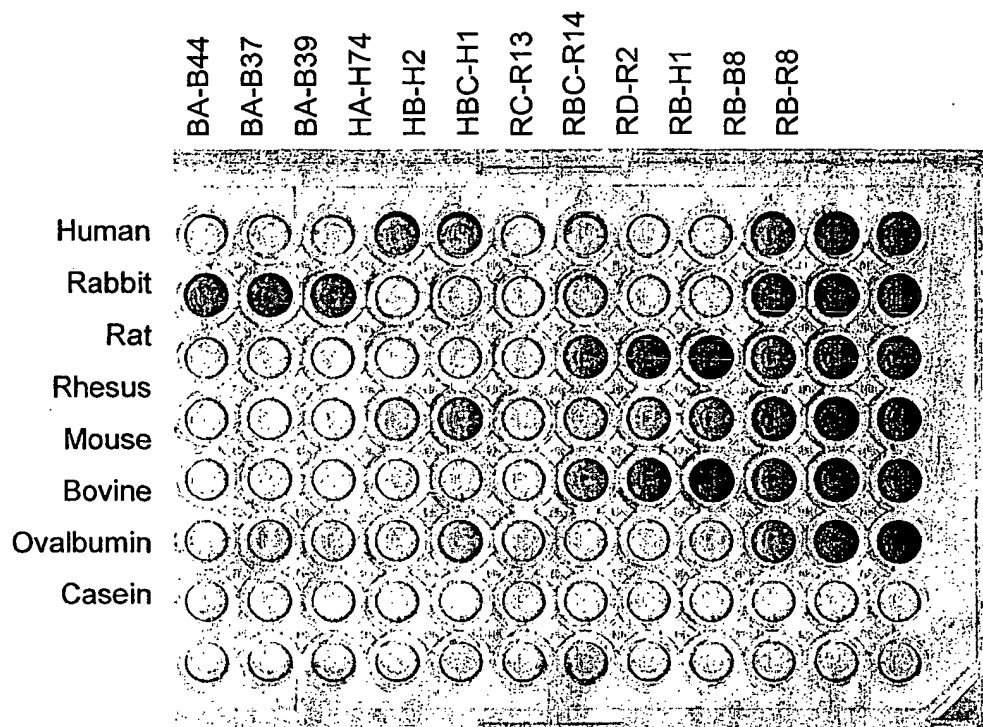 BA-B44
BA-B37
BA-B39
HA-H74
HB-H2
HBC-H1
RC-R13
RBC-R14
RD-R2
RB-H1
RB-B8
RB-R8
Human
Rabbit
Rat
Rhesus
Mouse
Bovine
Ovalbumin
Casein